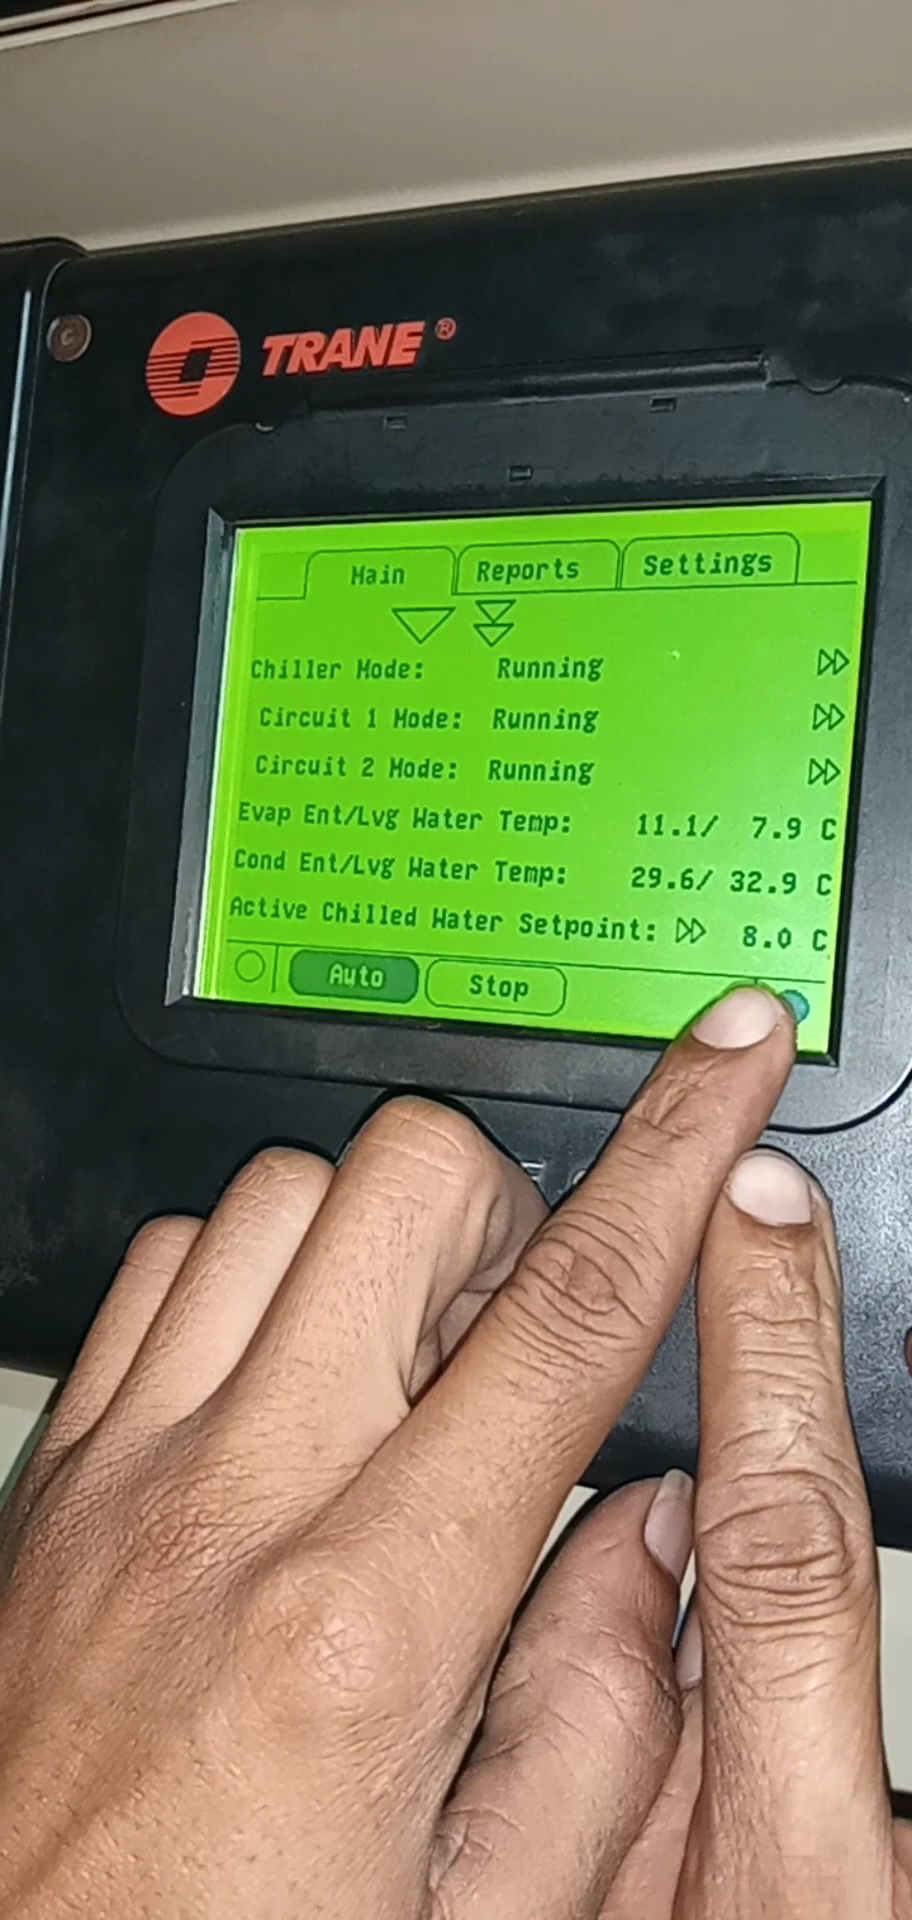 TRANE ®
Main Reports Settings
Chiller Mode: Running
Circuit 1 Mode: Running
Circuit 2 Mode: Running
Evap Ent/Lvg Water Temp: 11.1/ 7.9 C
Cond Ent/Lvg Water Temp: 29.6/ 32.9 C
Active Chilled Water Setpoint: 8.0 C
Auto Stop